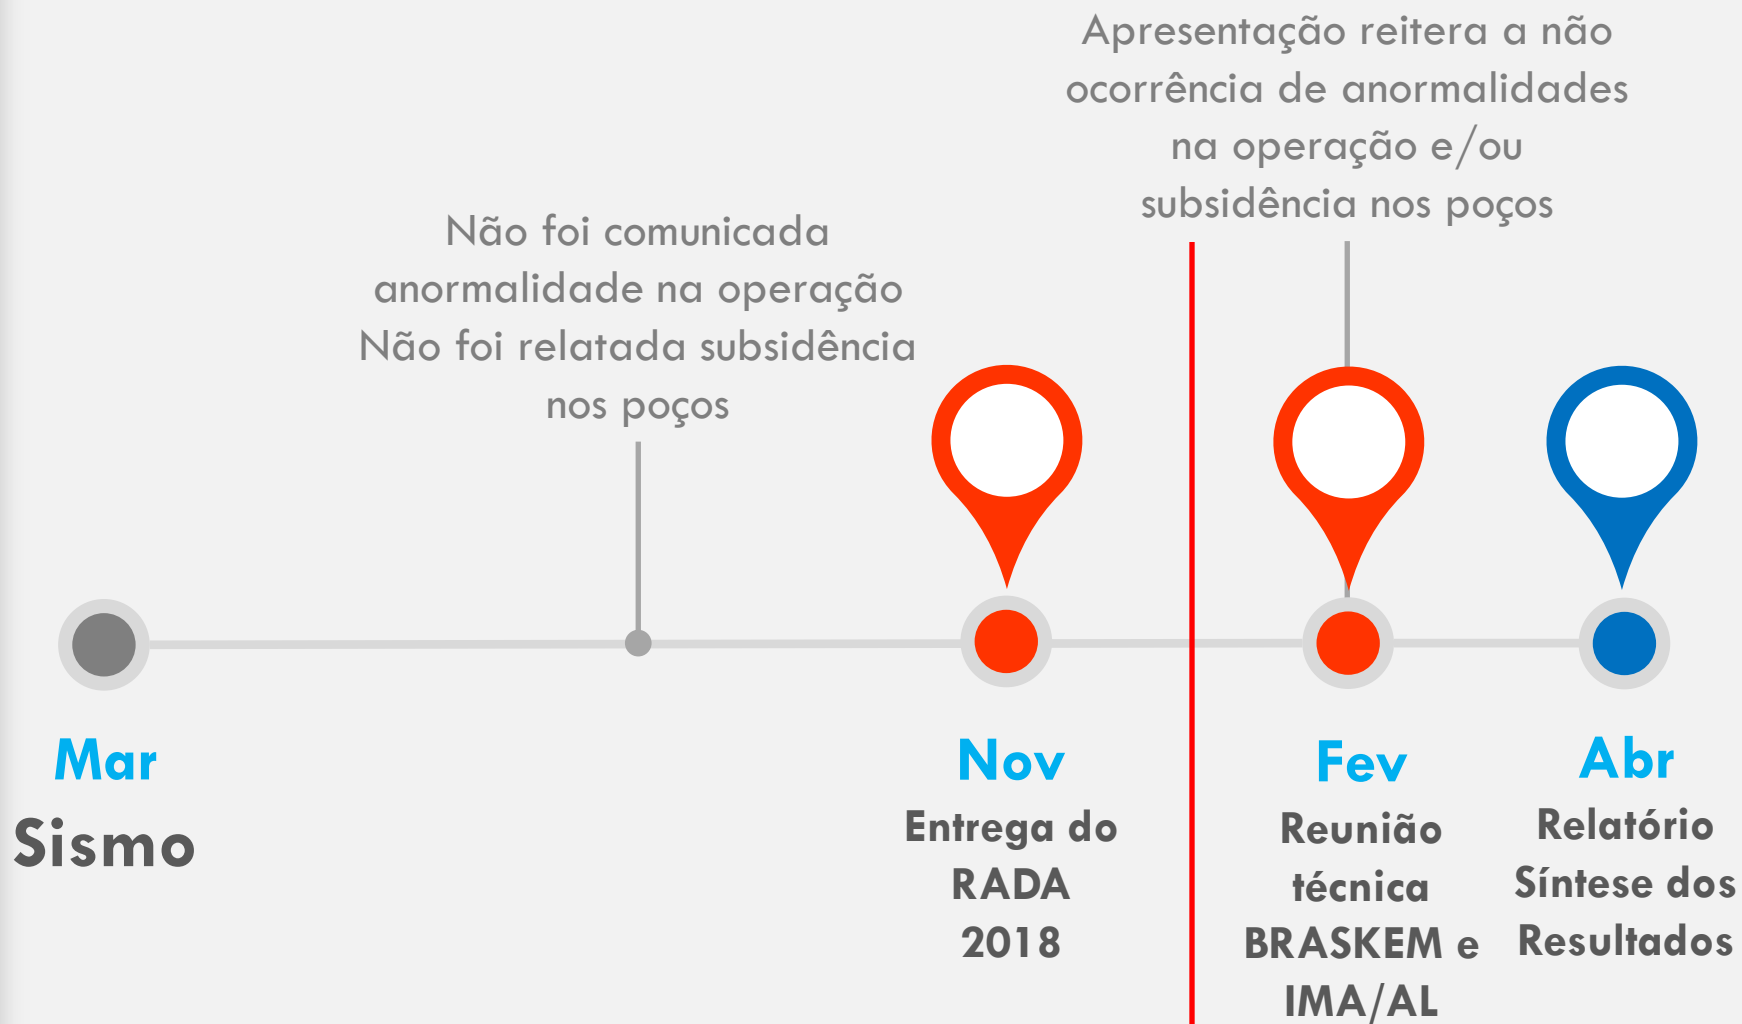 Apresentação reitera a não
ocorrência de anormalidades
na operação e/ou
subsidência nos poços
Não foi comunicada
anormalidade na operação
Não foi relatada subsidência
nos poços
Mar
Sismo
Nov
Entrega do
RADA
2018
Fev
Reunião
técnica
BRASKEM e
IMA/AL
Abr
Relatório
Síntese dos
Resultados